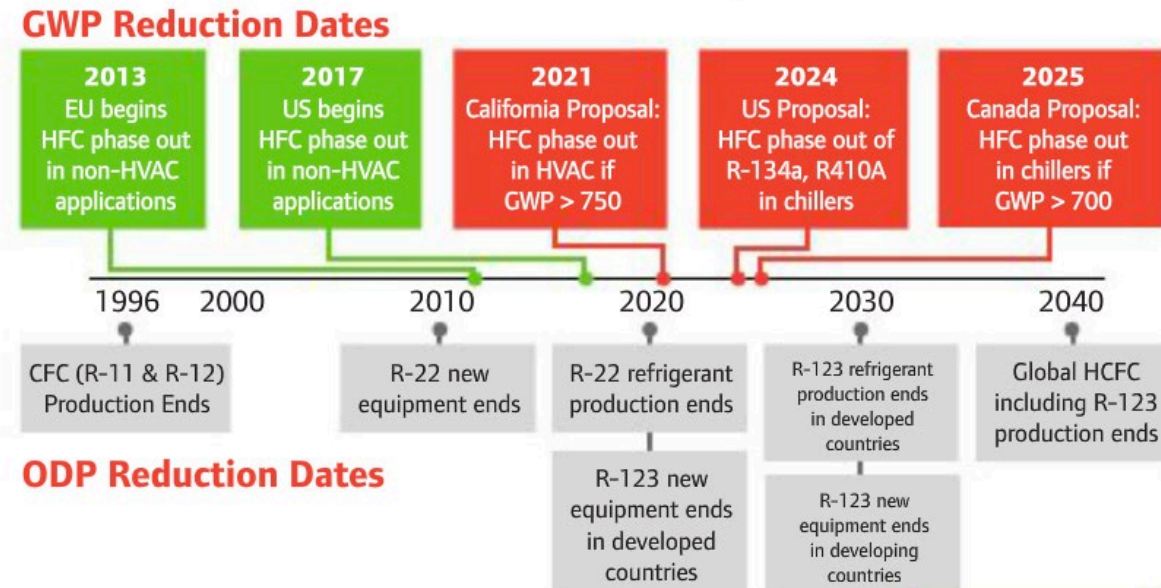 GWP Reduction Dates
2013
EU begins
HFC phase out
in non-HVAC
applications
2017
US begins
HFC phase out
in non-HVAC
applications
2021
California Proposal:
HFC phase out
in HVAC if
GWP > 750
2024
US Proposal:
HFC phase out of
R-134a, R410A
in chillers
2025
Canada Proposal:
HFC phase out
in chillers if
GWP > 700
1996 2000 2010 2020 2030 2040
CFC (R-11 & R-12)
Production Ends
R-22 new
equipment ends
R-22 refrigerant
production ends
R-123 new
equipment ends
in developed
countries
R-123 refrigerant
production ends
in developed
countries
R-123 new
equipment ends
in developing
countries
Global HCFC
including R-123
production ends
ODP Reduction Dates